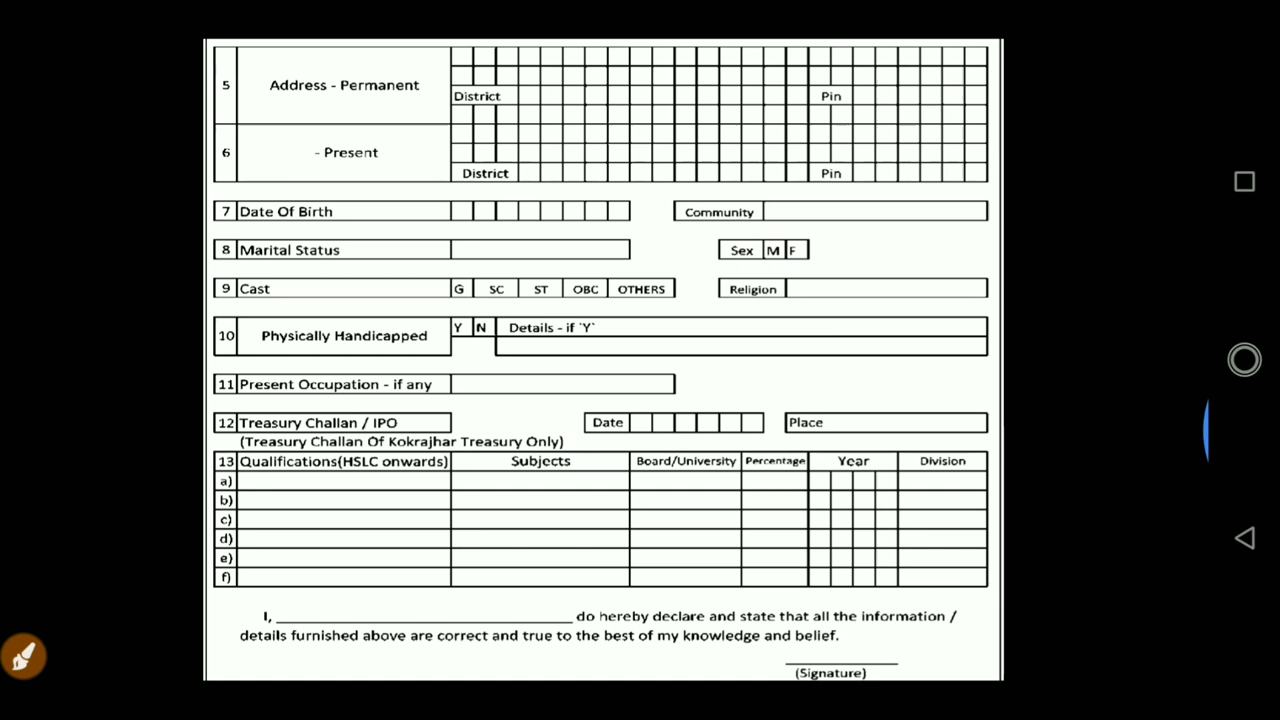 5 Address - Permanent
District Pin
6 - Present
District Pin
7 Date Of Birth Community
8 Marital Status Sex M F
9 Cast G SC ST OBC OTHERS Religion
10 Physically Handicapped Y N Details - if `Y`
11 Present Occupation - if any
12 Treasury Challan / IPO Date Place
(Treasury Challan Of Kokrajhar Treasury Only)
13 Qualifications(HSLC onwards) Subjects Board/University Percentage Year Division
a)
b)
c)
d)
e)
f)
I, ______________________________ do hereby declare and state that all the information /
details furnished above are correct and true to the best of my knowledge and belief.
(Signature)